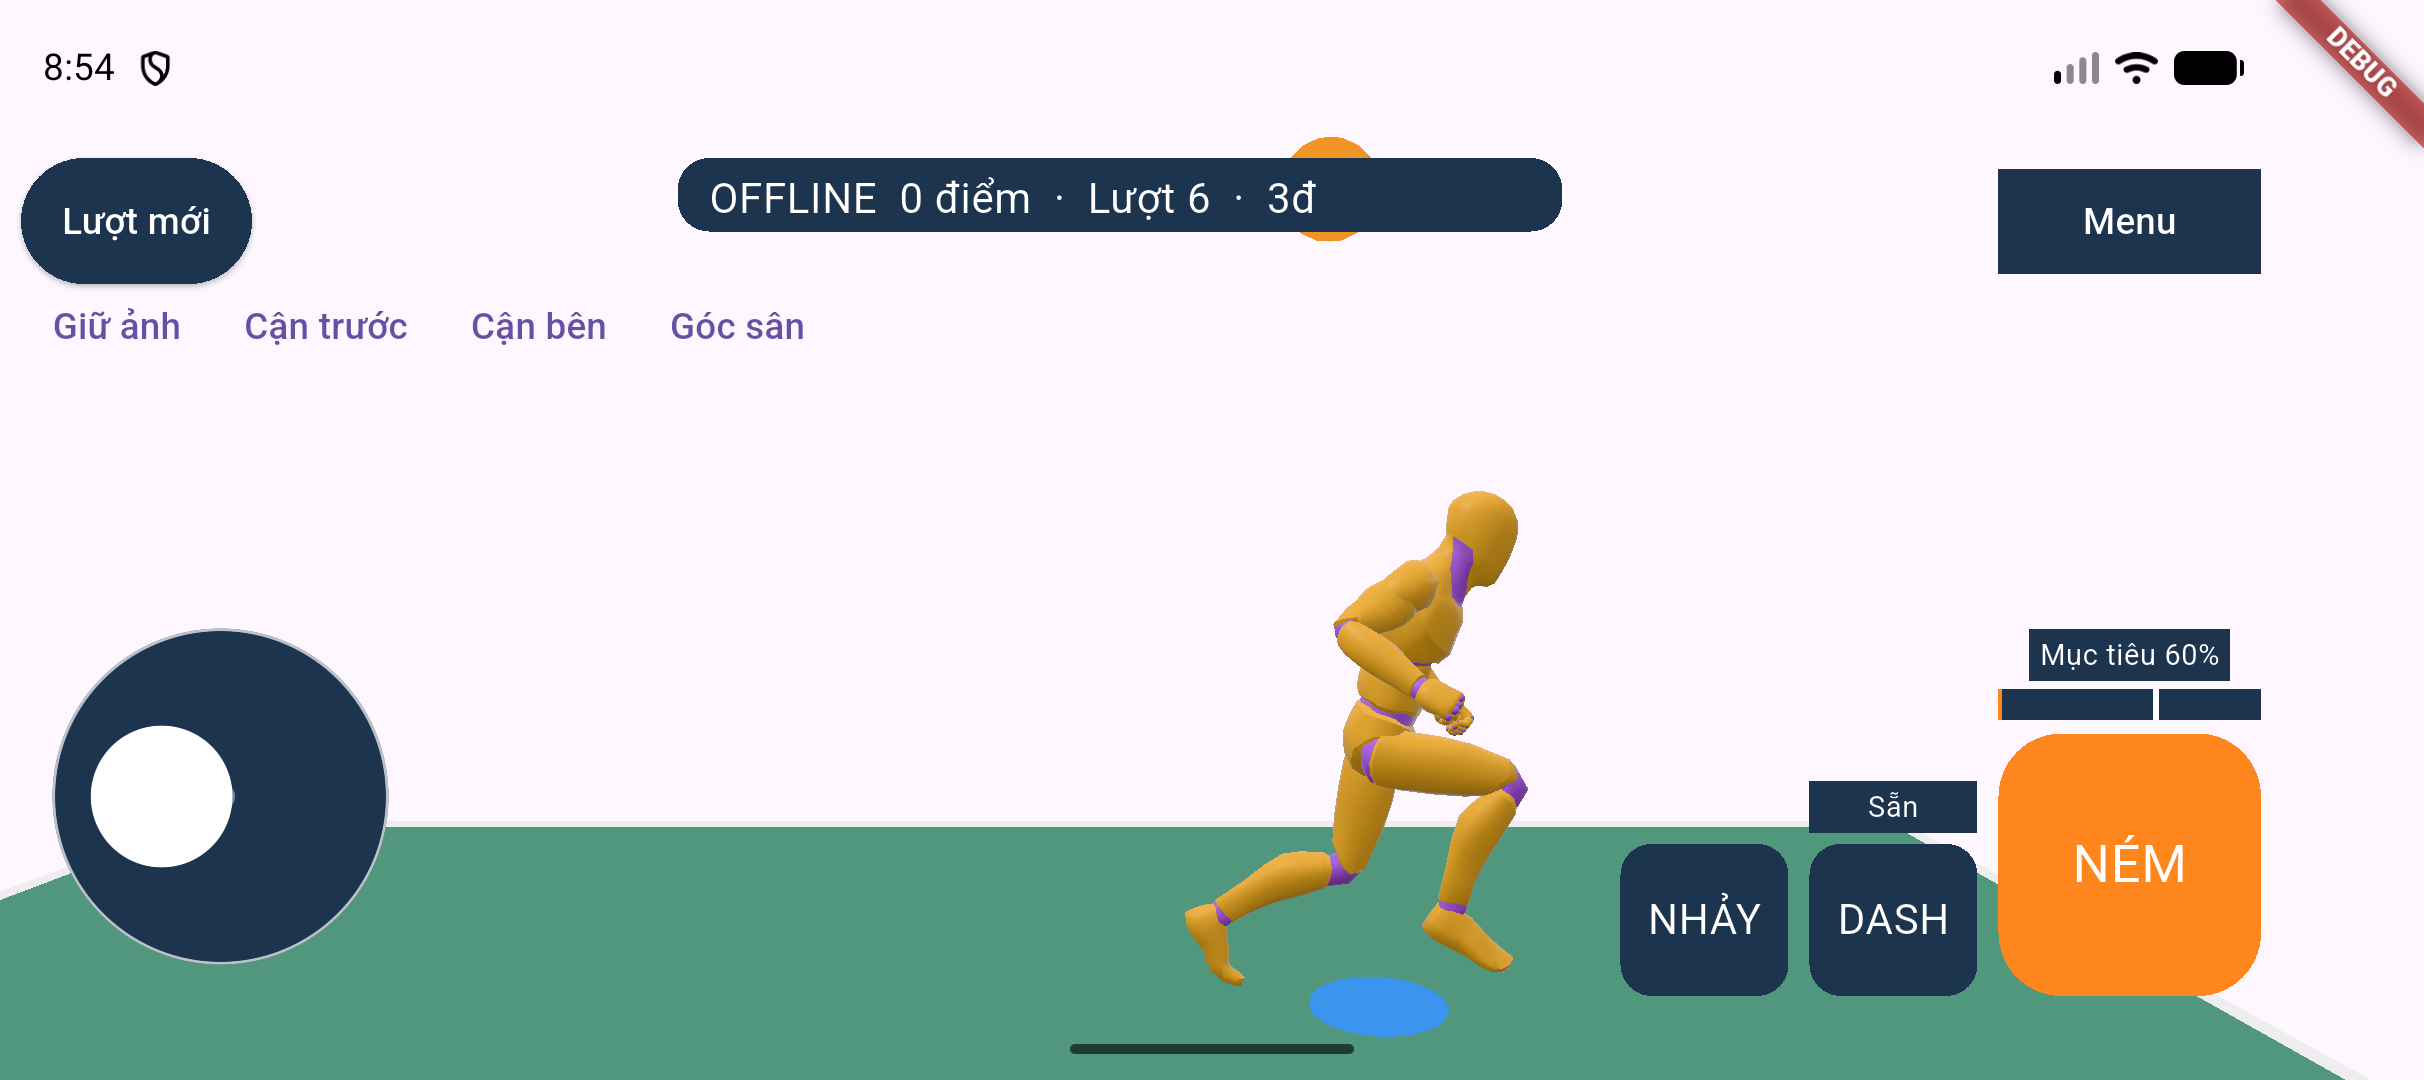 8:54
DEBUG
Lượt mới
OFFLINE 0 điểm · Lượt 6 · 3đ
Menu
Giữ ảnh Cận trước Cận bên Góc sân
Mục tiêu 60%
Sẵn
NHẢY
DASH
NÉM